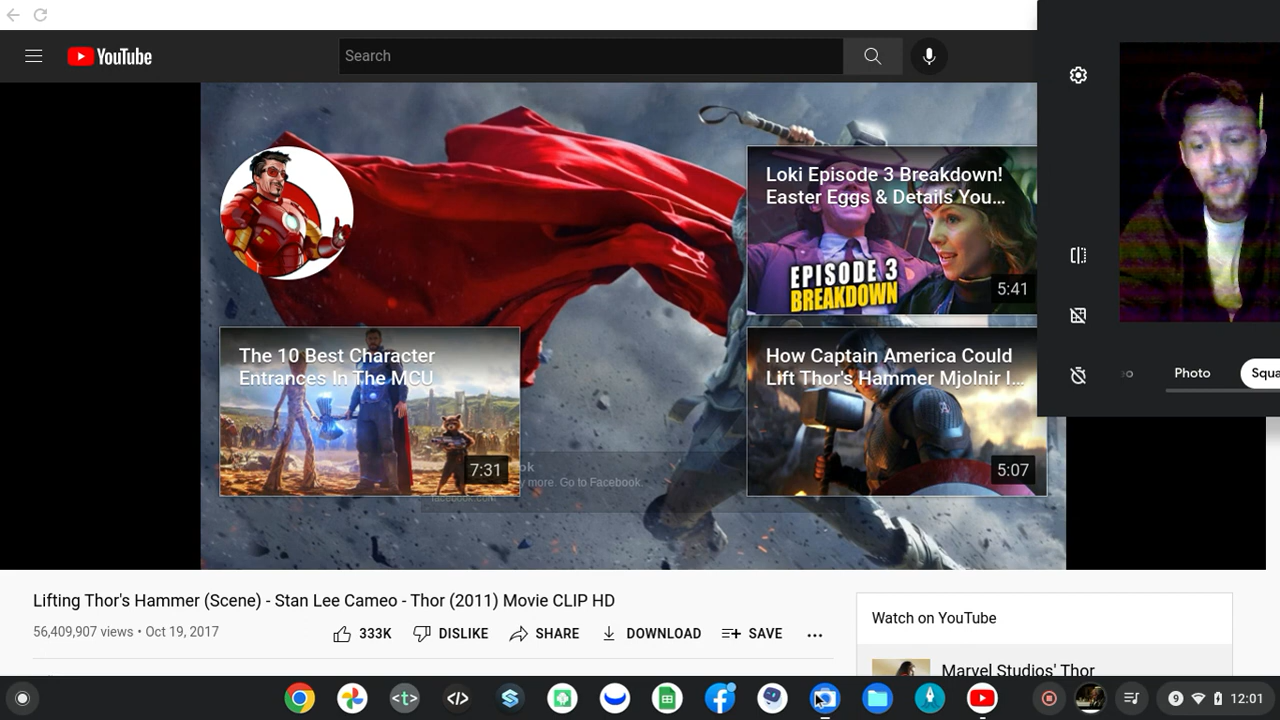 YouTube
Search
Loki Episode 3 Breakdown!
Easter Eggs & Details You...
EPISODE 3
BREAKDOWN
5:41
The 10 Best Character
Entrances In The MCU
7:31
How Captain America Could
Lift Thor's Hammer Mjolnir I...
5:07
more. Go to Facebook.
facebook.com
Photo
Squa
Lifting Thor's Hammer (Scene) - Stan Lee Cameo - Thor (2011) Movie CLIP HD
56,409,907 views • Oct 19, 2017
333K
DISLIKE
SHARE
DOWNLOAD
SAVE
Watch on YouTube
Marvel Studios' Thor
9
12:01